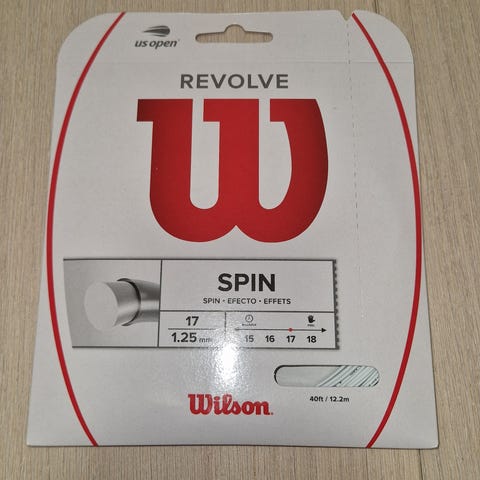 us open
REVOLVE
W
SPIN
SPIN • EFECTO • EFFETS
17
1.25 mm
15 16 17 18
Wilson.
40ft / 12.2m